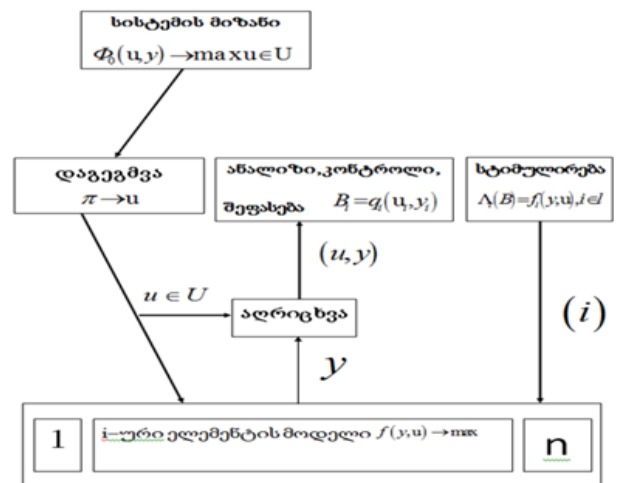 სისტემის მიზანი
Φ₀(u,y)→maxu∈U
დაგეგმვა
π→u
ანალიზი,კონტროლი,
შეფასება Bᵢ=qᵢ(uᵢ,yᵢ)
სტიმულირება
Λᵢ(B)=fᵢ(y,u),i∈I
(u,y)
u∈U
აღრიცხვა
(i)
y
1
i–ური ელემენტის მოდელი f(y,u)→max
n